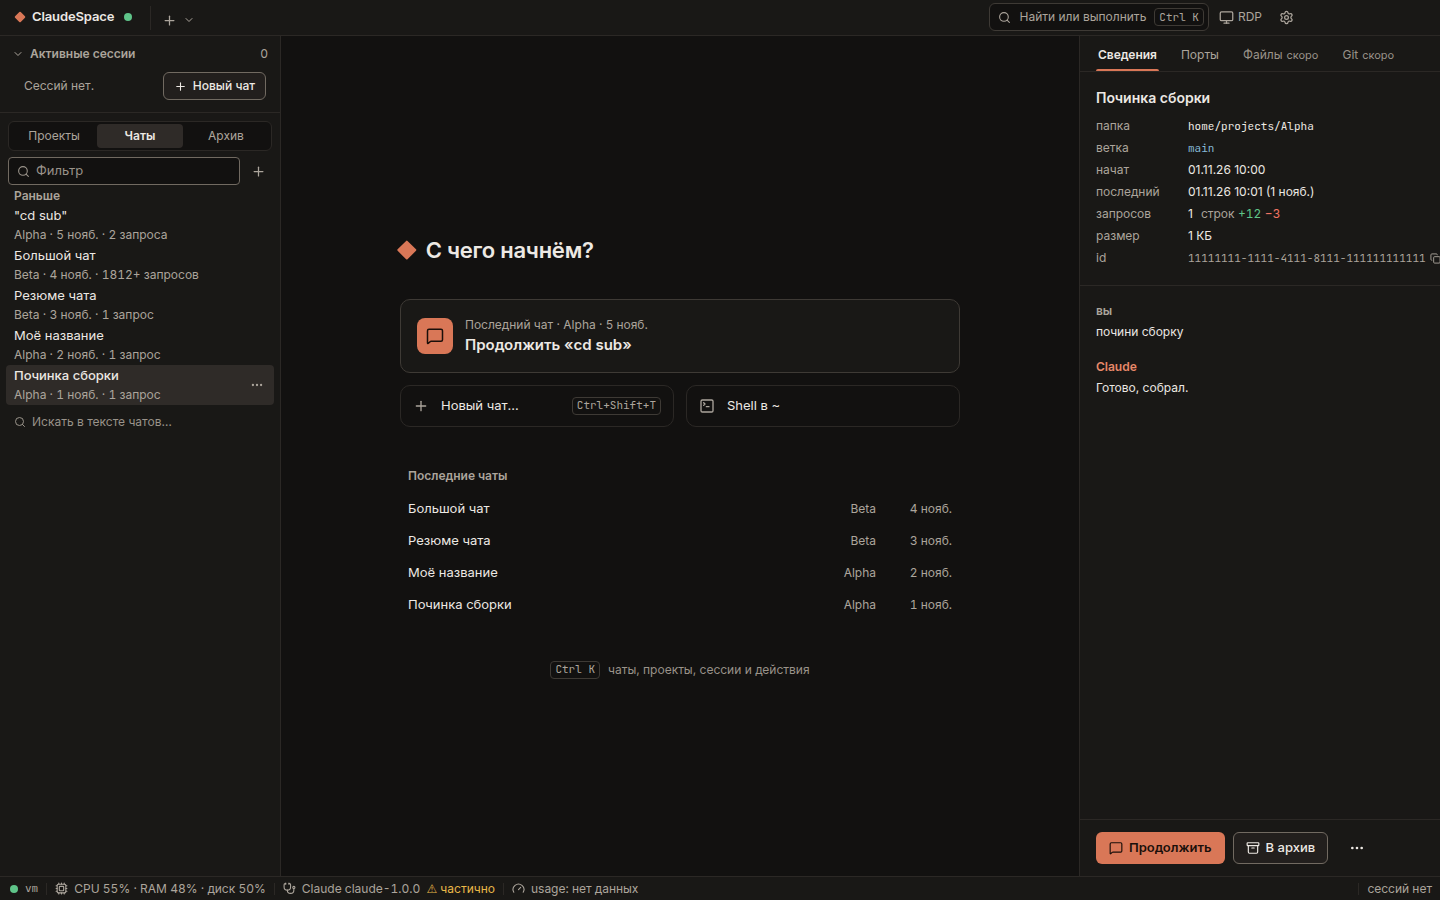 ClaudeSpace
Найти или выполнить Ctrl K
RDP
Активные сессии 0
Сессий нет.
Новый чат
Проекты Чаты Архив
Фильтр
Раньше
"cd sub"
Alpha · 5 нояб. · 2 запроса
Большой чат
Beta · 4 нояб. · 1812+ запросов
Резюме чата
Beta · 3 нояб. · 1 запрос
Моё название
Alpha · 2 нояб. · 1 запрос
Починка сборки
Alpha · 1 нояб. · 1 запрос
Искать в тексте чатов...
С чего начнём?
Последний чат · Alpha · 5 нояб.
Продолжить «cd sub»
Новый чат... Ctrl+Shift+T
Shell в ~
Последние чаты
Большой чат Beta 4 нояб.
Резюме чата Beta 3 нояб.
Моё название Alpha 2 нояб.
Починка сборки Alpha 1 нояб.
Ctrl K чаты, проекты, сессии и действия
Сведения Порты Файлы скоро Git скоро
Починка сборки
папка home/projects/Alpha
ветка main
начат 01.11.26 10:00
последний 01.11.26 10:01 (1 нояб.)
запросов 1 строк +12 −3
размер 1 КБ
id 11111111-1111-4111-8111-111111111111
вы
почини сборку
Claude
Готово, собрал.
Продолжить
В архив
vm
CPU 55% · RAM 48% · диск 50%
Claude claude-1.0.0 ⚠ частично
usage: нет данных
сессий нет